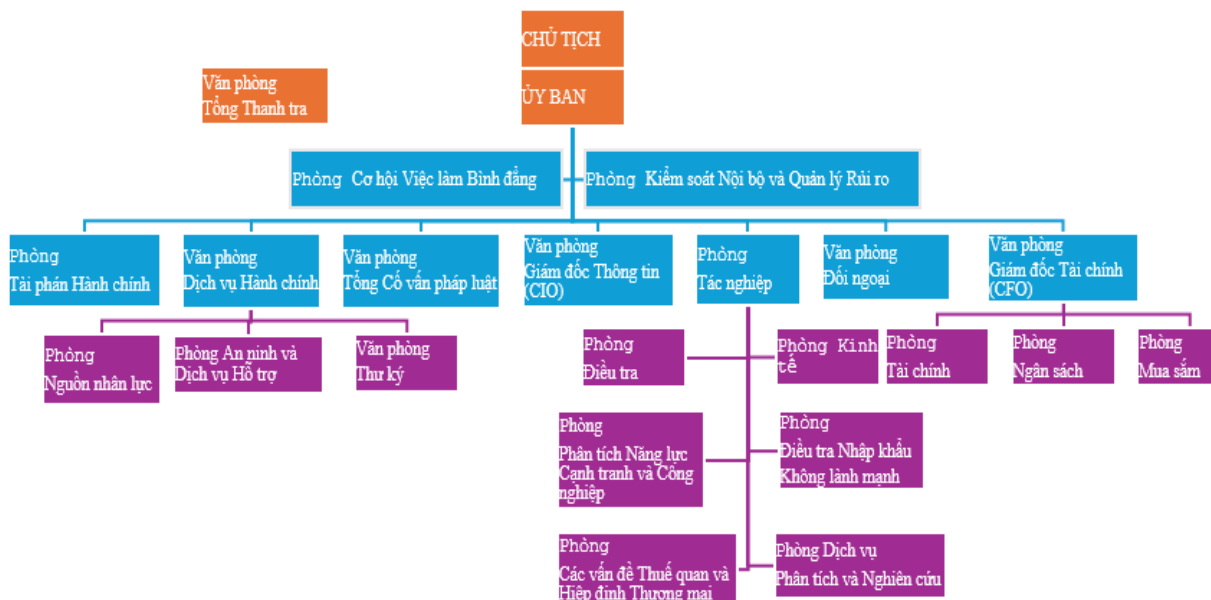 CHỦ TỊCH
ỦY BAN
Văn phòng
Tổng Thanh tra
Phòng Cơ hội Việc làm Bình đẳng
Phòng Kiểm soát Nội bộ và Quản lý Rủi ro
Phòng
Tài phán Hành chính
Văn phòng
Dịch vụ Hành chính
Văn phòng
Tổng Cố vấn pháp luật
Văn phòng
Giám đốc Thông tin
(CIO)
Phòng
Tác nghiệp
Văn phòng
Đối ngoại
Văn phòng
Giám đốc Tài chính
(CFO)
Phòng
Nguồn nhân lực
Phòng An ninh và
Dịch vụ Hỗ trợ
Văn phòng
Thư ký
Phòng
Điều tra
Phòng Kinh
tế
Phòng
Tài chính
Phòng
Ngân sách
Phòng
Mua sắm
Phòng
Phân tích Năng lực
Cạnh tranh và Công
nghiệp
Phòng
Điều tra Nhập khẩu
Không lành mạnh
Phòng
Các vấn đề Thuế quan và
Hiệp định Thương mại
Phòng Dịch vụ
Phân tích và Nghiên cứu